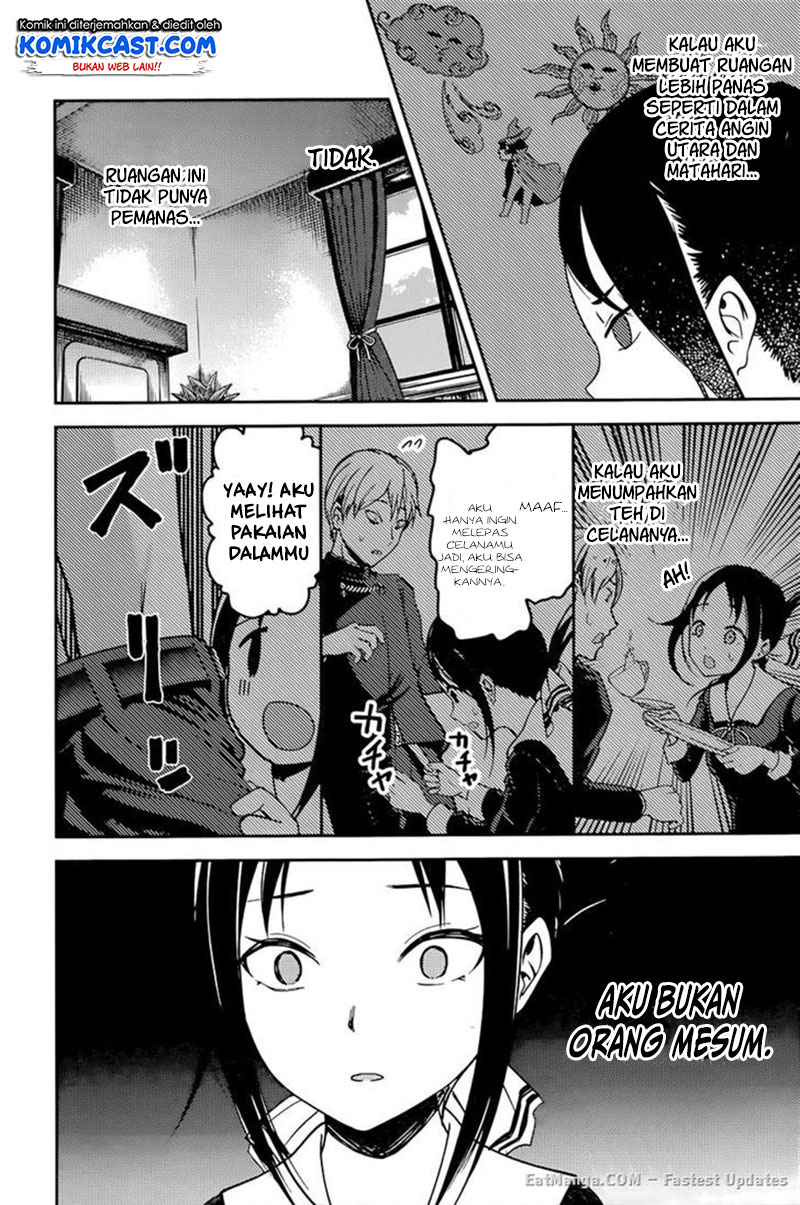 Komik ini diterjemahkan & diedit oleh
KOMIKCAST.COM
BUKAN WEB LAIN!!
KALAU AKU
MEMBUAT RUANGAN
LEBIH PANAS
SEPERTI DALAM
CERITA ANGIN
UTARA DAN
MATAHARI...
TIDAK.
RUANGAN INI
TIDAK PUNYA
PEMANAS...
KALAU AKU
MENUMPAHKAN
TEH DI
CELANANYA...
AH!
MAAF...
AKU
HANYA INGIN
MELEPAS
CELANAMU
JADI, AKU BISA
MENGERING-
KANNYA..
カチャ
カチャ
YAAY! AKU
MELIHAT
PAKAIAN
DALAMMU
ズリ
AKU BUKAN
ORANG MESUM.
EatManga.COM - Fastest Updates